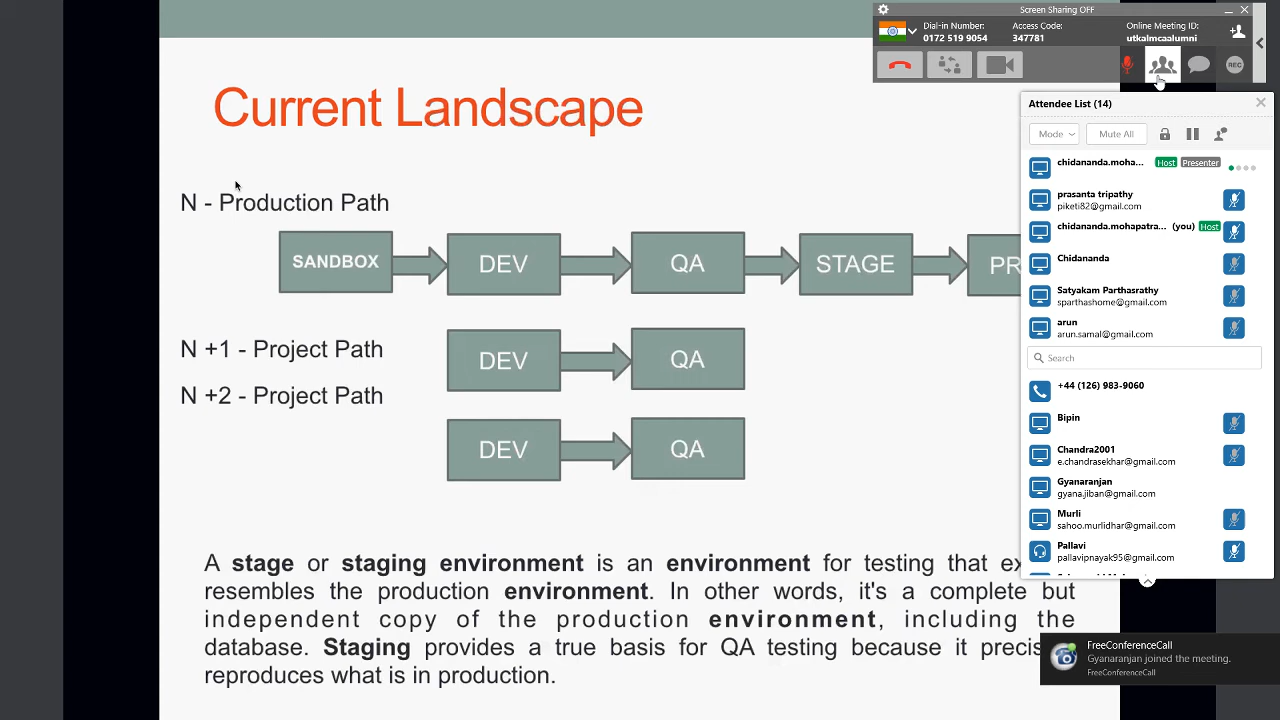 Current Landscape
N - Production Path
SANDBOX
DEV
QA
STAGE
PR
N +1 - Project Path
DEV
QA
N +2 - Project Path
DEV
QA
A stage or staging environment is an environment for testing that ex
resembles the production environment. In other words, it's a complete but
independent copy of the production environment, including the
database. Staging provides a true basis for QA testing because it precis
reproduces what is in production.
Screen Sharing OFF
Dial-in Number:
0172 519 9054
Access Code:
347781
Online Meeting ID:
utkalmcaalumni
REC
Attendee List (14)
Mode
Mute All
chidananda.moha... Host Presenter
prasanta tripathy
piketi82@gmail.com
chidananda.mohapatra... (you) Host
Chidananda
Satyakam Parthasrathy
sparthashome@gmail.com
arun
arun.samal@gmail.com
Search
+44 (126) 983-9060
Bipin
Chandra2001
e.chandrasekhar@gmail.com
Gyanaranjan
gyana.jiban@gmail.com
Murli
sahoo.murlidhar@gmail.com
Pallavi
pallavipnayak95@gmail.com
FreeConferenceCall
Gyanaranjan joined the meeting.
FreeConferenceCall